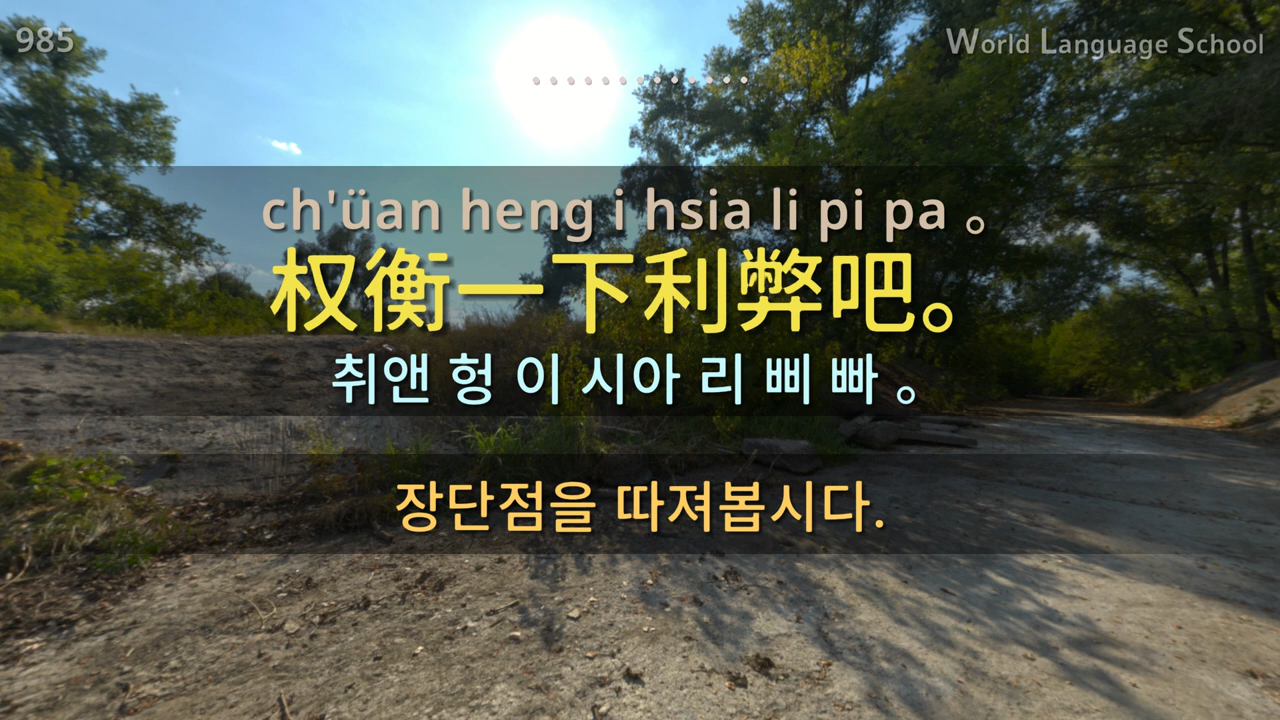 985
World Language School
ch'üan heng i hsia li pi pa 。
权衡一下利弊吧。
취앤 헝 이 시아 리 삐 빠 。
장단점을 따져봅시다.